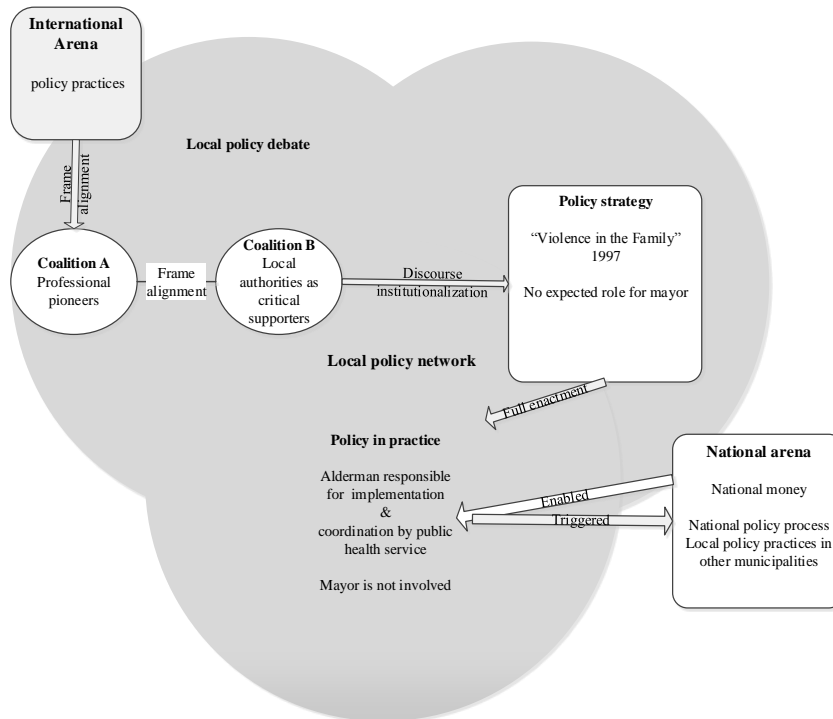 International
Arena
policy practices
Local policy debate
Frame
alignment
Coalition A
Professional
pioneers
Frame
alignment
Coalition B
Local
authorities as
critical
supporters
Discourse
institutionalization
Policy strategy
“Violence in the Family”
1997
No expected role for mayor
Local policy network
Full enactment
Policy in practice
Alderman responsible
for implementation
&
coordination by public
health service
Mayor is not involved
Enabled
Triggered
National arena
National money
National policy process
Local policy practices in
other municipalities